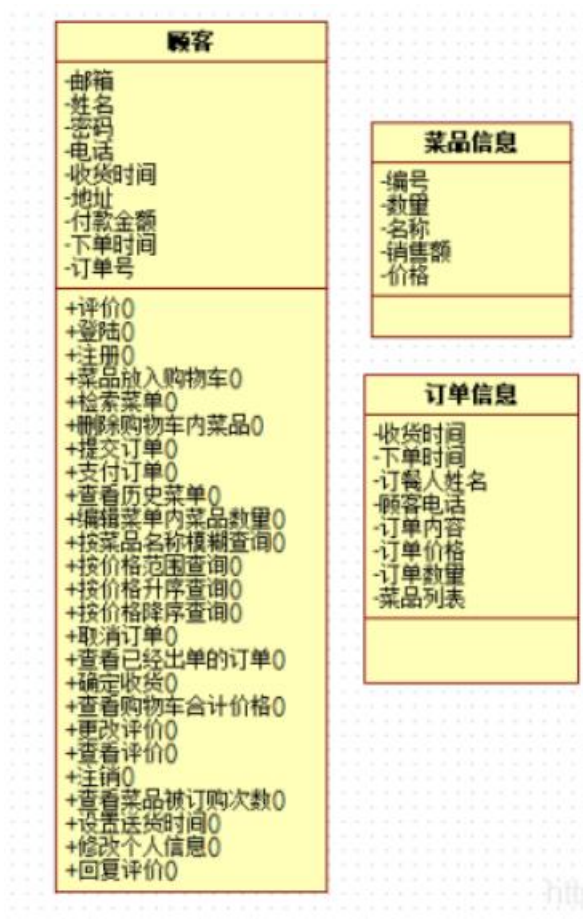 顾客
-邮箱
-姓名
-密码
-电话
-收货时间
-地址
-付款金额
-下单时间
-订单号
+评价()
+登陆()
+注册()
+菜品放入购物车()
+检索菜单()
+删除购物车内菜品()
+提交订单()
+支付订单()
+查看历史菜单()
+编辑菜单内菜品数量()
+按菜品名称模糊查询()
+按价格范围查询()
+按价格升序查询()
+按价格降序查询()
+取消订单()
+查看已经出单的订单()
+确定收货()
+查看购物车合计价格()
+更改评价()
+查看评价()
+注销()
+查看菜品被订购次数()
+设置送货时间()
+修改个人信息()
+回复评价()
菜品信息
-编号
-数量
-名称
-销售额
-价格
订单信息
-收货时间
-下单时间
-订餐人姓名
-顾客电话
-订单内容
-订单价格
-订单数量
-菜品列表
htt